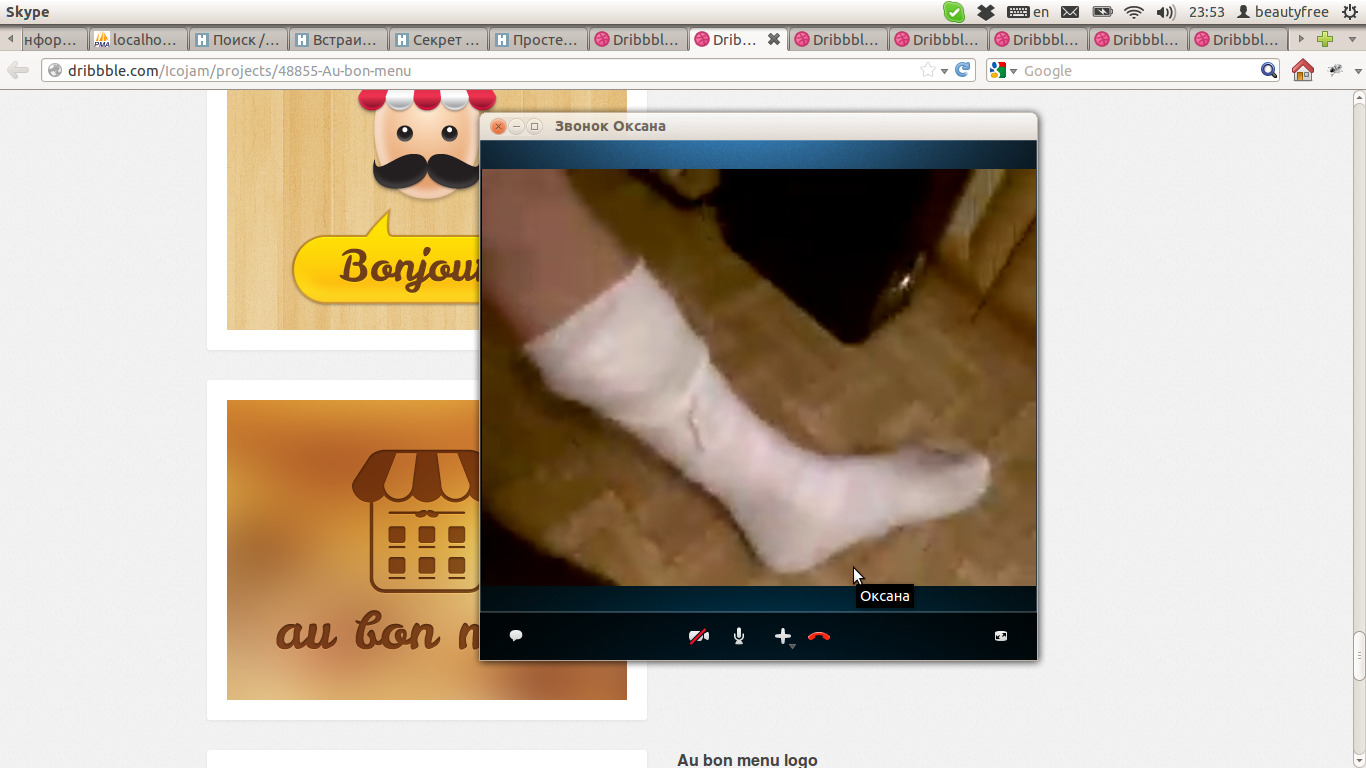 Skype
en
23:53
beautyfree
нфор...
localho...
Поиск /...
Встраи...
Секрет ...
Просте...
Dribbbl...
Drib...
Dribbbl...
Dribbbl...
Dribbbl...
Dribbbl...
Dribbbl...
dribbble.com/Icojam/projects/48855-Au-bon-menu
Google
Звонок Оксана
Bonjou
au bon m
Оксана
Au bon menu logo